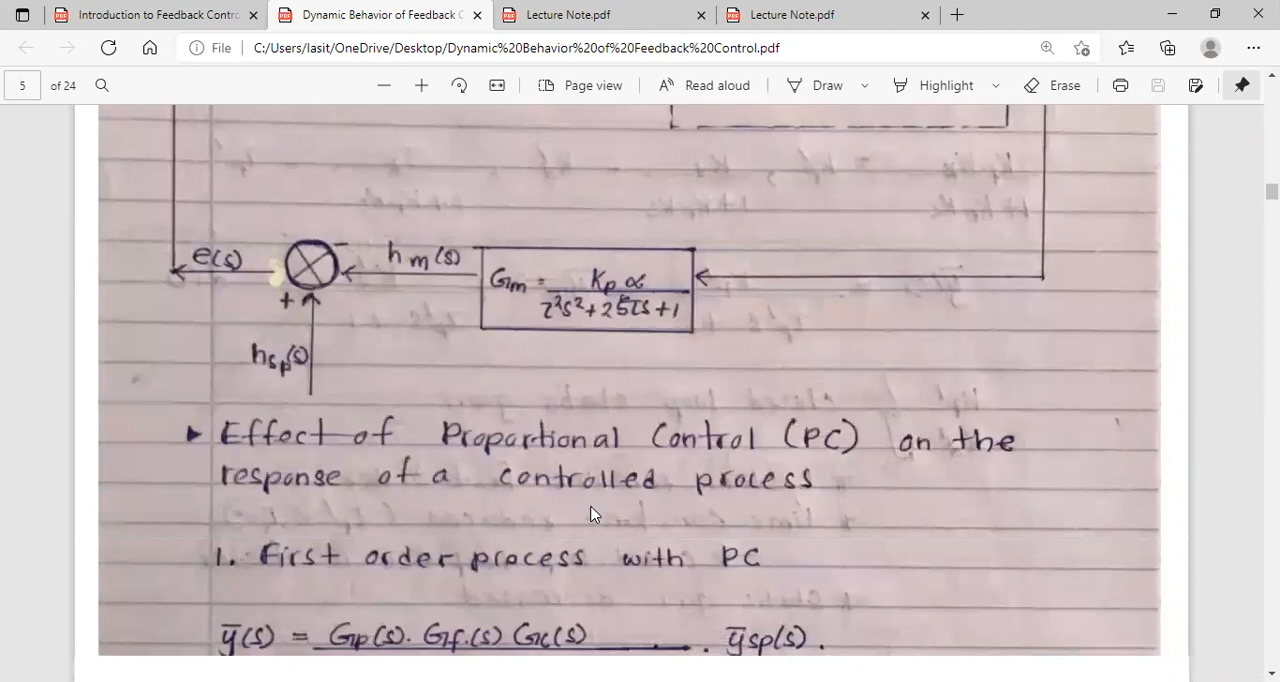 Introduction to Feedback Contro
Dynamic Behavior of Feedback C
Lecture Note.pdf
Lecture Note.pdf
File
C:/Users/lasit/OneDrive/Desktop/Dynamic%20Behavior%20of%20Feedback%20Control.pdf
5 of 24
Page view
Read aloud
Draw
Highlight
Erase
e(s)
−
hm(s)
Gm = Kp α / τ²s² + 2ξτs + 1
+
hsp(s)
▸ Effect of Proportional Control (PC) on the
response of a controlled process
1. First order process with PC
ȳ(s) = Gp(s). Gf.(s) Gc(s) . ȳsp(s).